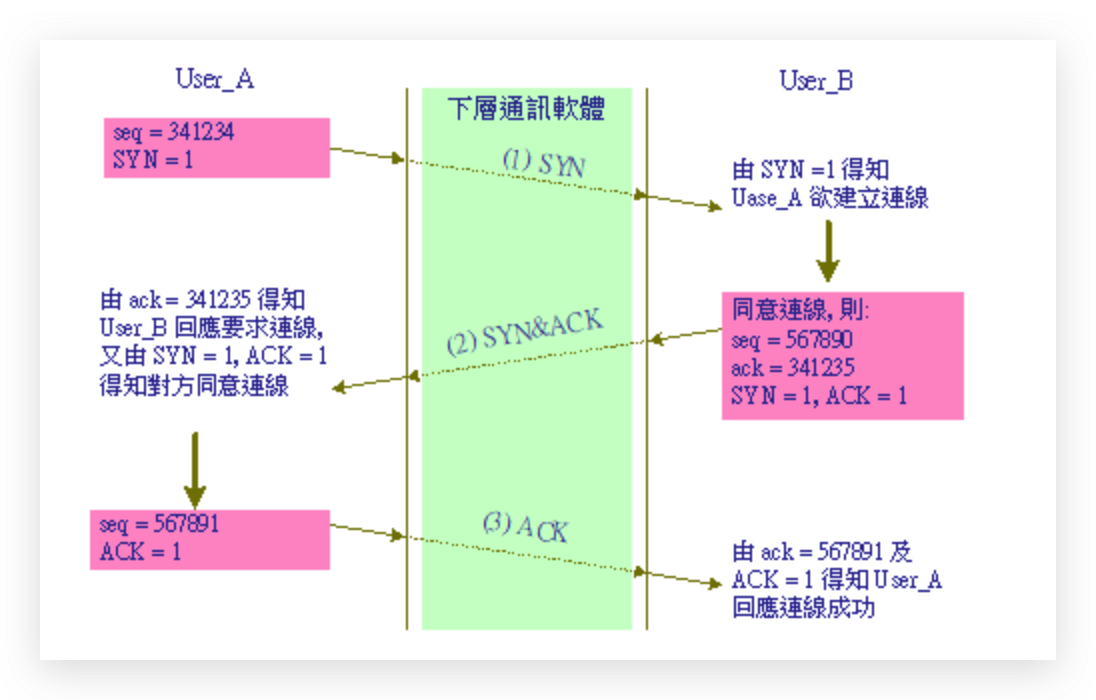 User_A
User_B
下層通訊軟體
seq = 341234
SYN = 1
(1) SYN
由 SYN =1 得知
Uase_A 欲建立連線
同意連線, 則:
seq = 567890
ack = 341235
SYN = 1, ACK = 1
(2) SYN&ACK
由 ack = 341235 得知
User_B 回應要求連線,
又由 SYN = 1, ACK = 1
得知對方同意連線
seq = 567891
ACK = 1
(3) ACK
由 ack = 567891 及
ACK = 1 得知 User_A
回應連線成功